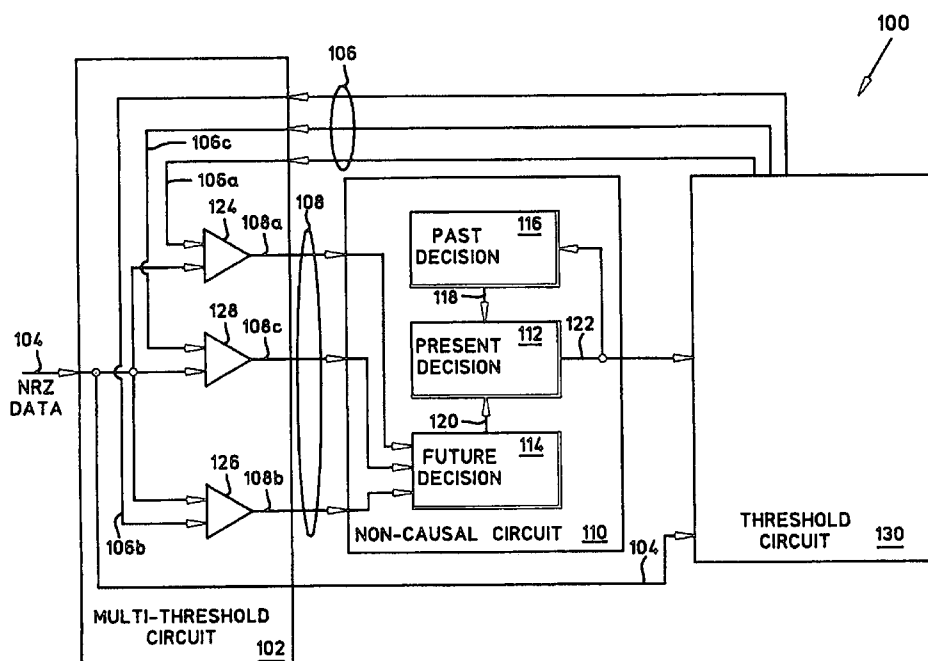 100
106
106c
106a
124
108a
108
128
108c
104
NRZ
DATA
126
108b
106b
PAST
DECISION
116
118
PRESENT
DECISION
112
122
120
FUTURE
DECISION
114
NON-CAUSAL CIRCUIT 110
THRESHOLD
CIRCUIT 130
104
MULTI-THRESHOLD
CIRCUIT
102